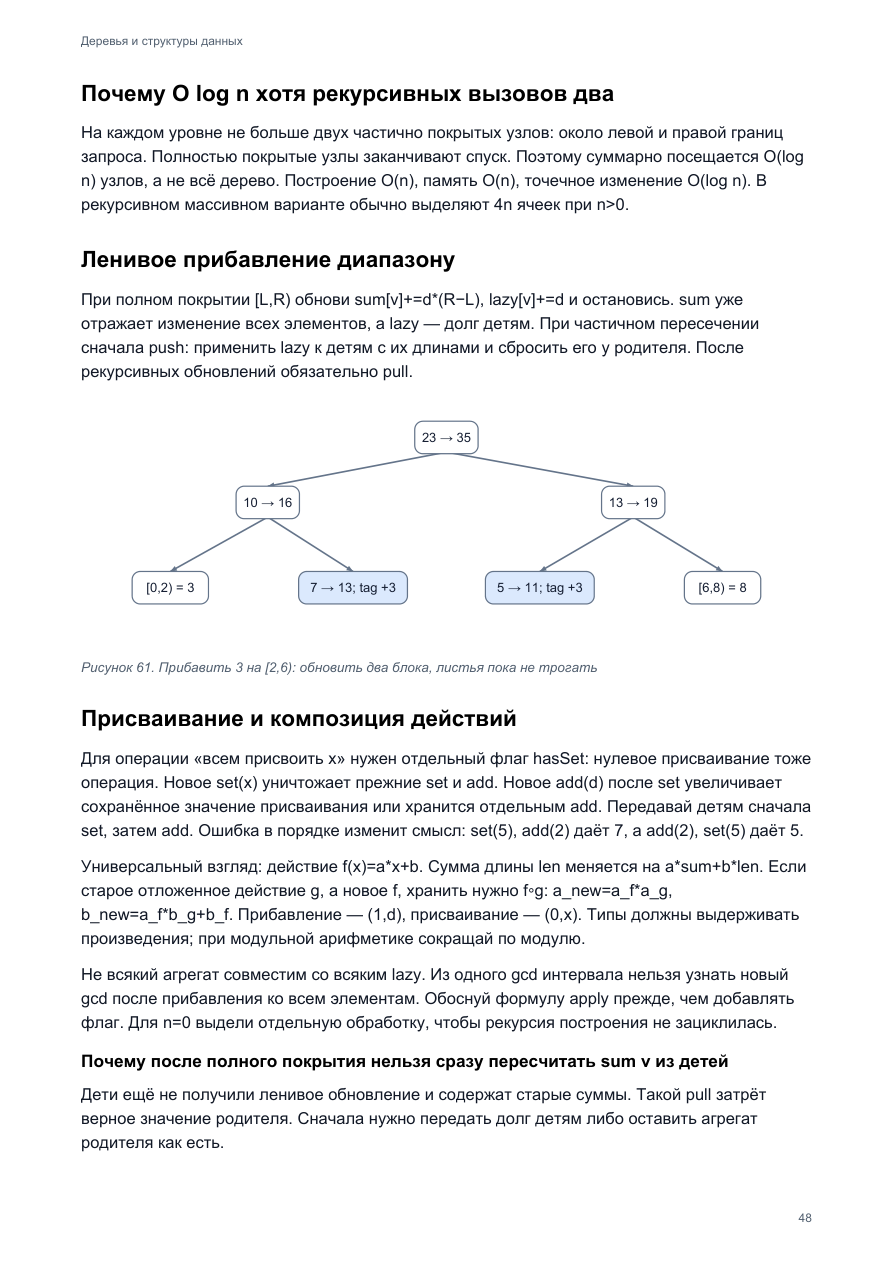 Деревья и структуры данных
Почему O log n хотя рекурсивных вызовов два
На каждом уровне не больше двух частично покрытых узлов: около левой и правой границ
запроса. Полностью покрытые узлы заканчивают спуск. Поэтому суммарно посещается O(log
n) узлов, а не всё дерево. Построение O(n), память O(n), точечное изменение O(log n). В
рекурсивном массивном варианте обычно выделяют 4n ячеек при n>0.
Ленивое прибавление диапазону
При полном покрытии [L,R) обнови sum[v]+=d*(R−L), lazy[v]+=d и остановись. sum уже
отражает изменение всех элементов, а lazy — долг детям. При частичном пересечении
сначала push: применить lazy к детям с их длинами и сбросить его у родителя. После
рекурсивных обновлений обязательно pull.
23 → 35
10 → 16
13 → 19
[0,2) = 3
7 → 13; tag +3
5 → 11; tag +3
[6,8) = 8
Рисунок 61. Прибавить 3 на [2,6): обновить два блока, листья пока не трогать
Присваивание и композиция действий
Для операции «всем присвоить x» нужен отдельный флаг hasSet: нулевое присваивание тоже
операция. Новое set(x) уничтожает прежние set и add. Новое add(d) после set увеличивает
сохранённое значение присваивания или хранится отдельным add. Передавай детям сначала
set, затем add. Ошибка в порядке изменит смысл: set(5), add(2) даёт 7, а add(2), set(5) даёт 5.
Универсальный взгляд: действие f(x)=a*x+b. Сумма длины len меняется на a*sum+b*len. Если
старое отложенное действие g, а новое f, хранить нужно f∘g: a_new=a_f*a_g,
b_new=a_f*b_g+b_f. Прибавление — (1,d), присваивание — (0,x). Типы должны выдерживать
произведения; при модульной арифметике сокращай по модулю.
Не всякий агрегат совместим со всяким lazy. Из одного gcd интервала нельзя узнать новый
gcd после прибавления ко всем элементам. Обоснуй формулу apply прежде, чем добавлять
флаг. Для n=0 выдели отдельную обработку, чтобы рекурсия построения не зациклилась.
Почему после полного покрытия нельзя сразу пересчитать sum v из детей
Дети ещё не получили ленивое обновление и содержат старые суммы. Такой pull затрёт
верное значение родителя. Сначала нужно передать долг детям либо оставить агрегат
родителя как есть.
48